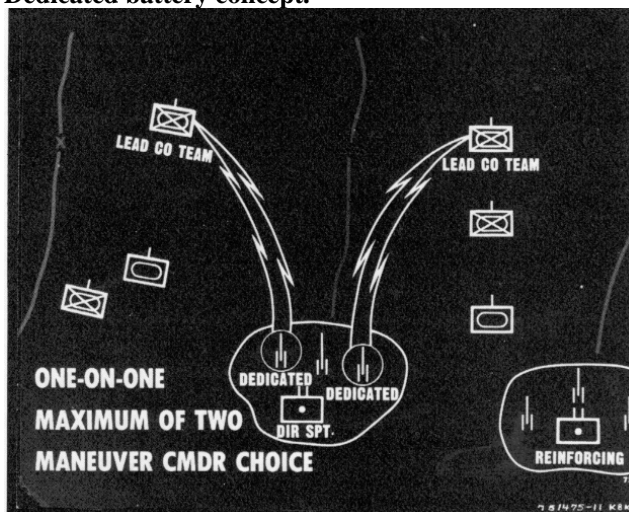 Dedicated battery concept.
LEAD CO TEAM
LEAD CO TEAM
DEDICATED
DEDICATED
DIR SPT.
ONE-ON-ONE
MAXIMUM OF TWO
MANEUVER CMDR CHOICE
REINFORCING